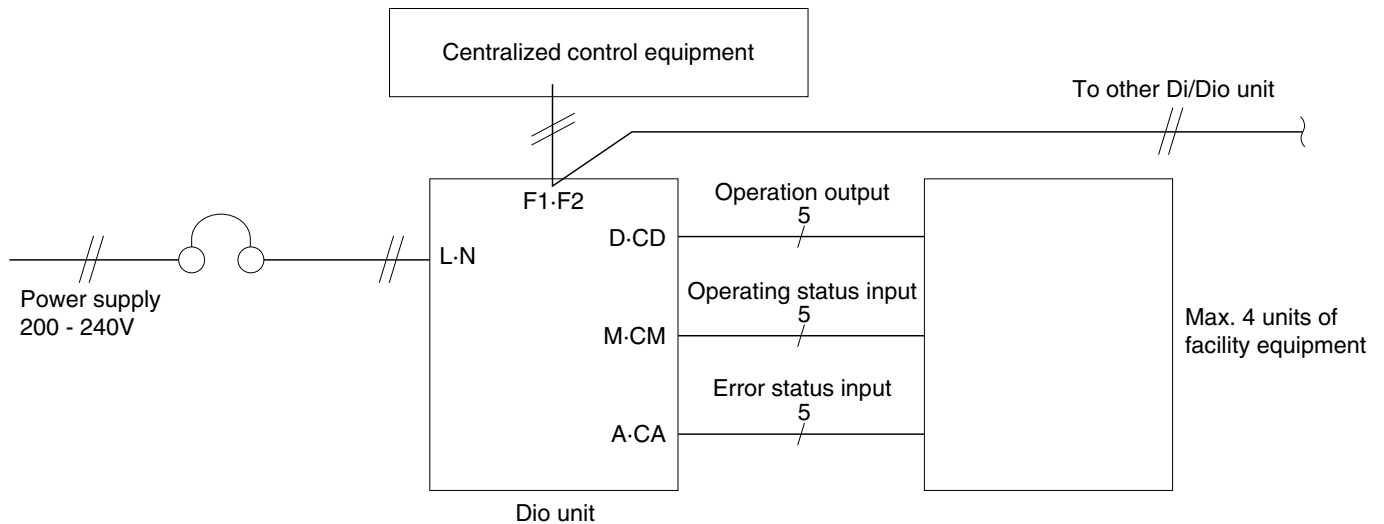 Centralized control equipment
To other Di/Dio unit
F1·F2
Operation output
5
D·CD
L·N
Power supply
200 - 240V
Operating status input
5
M·CM
Max. 4 units of
facility equipment
Error status input
5
A·CA
Dio unit